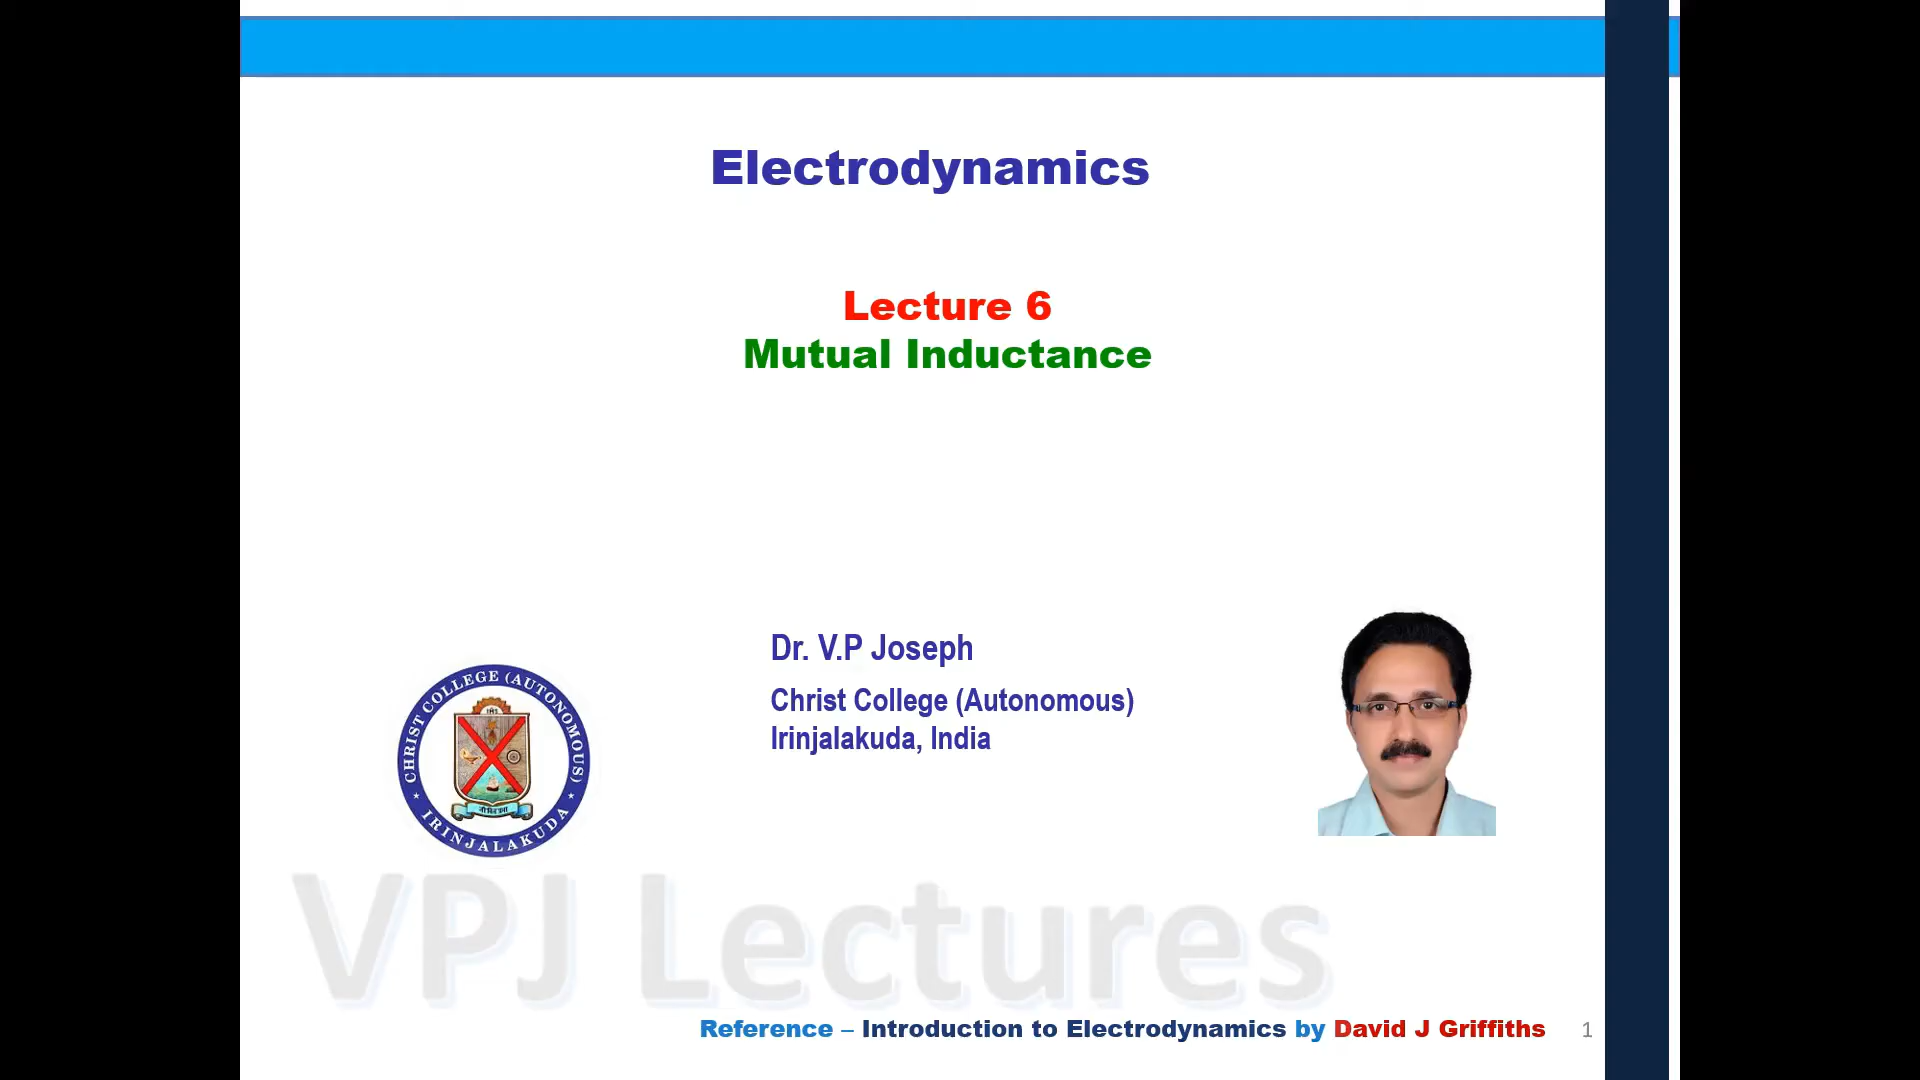 Electrodynamics
Lecture 6
Mutual Inductance
Dr. V.P Joseph
Christ College (Autonomous)
Irinjalakuda, India
CHRIST COLLEGE (AUTONOMOUS)
IRINJALAKUDA
VPJ Lectures
Reference – Introduction to Electrodynamics by David J Griffiths
1